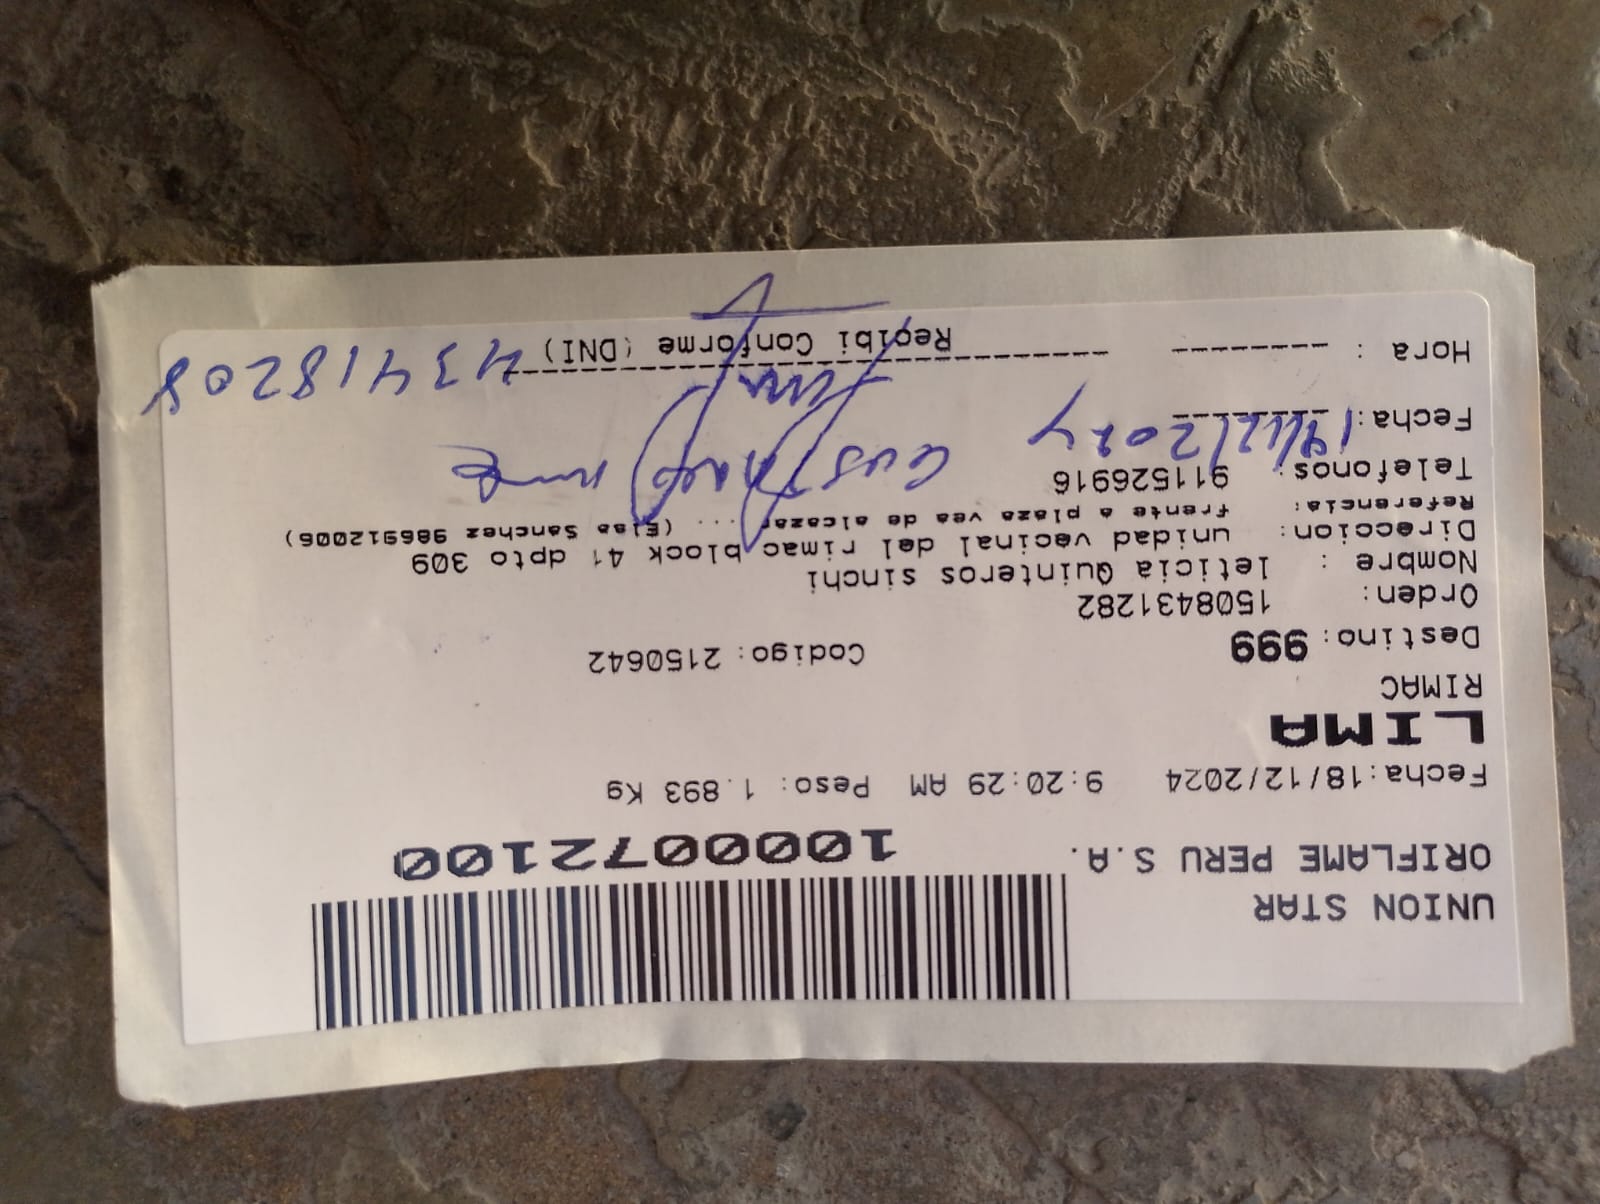 UNION STAR
ORIFLAME PERU S.A.
1000072100
Fecha:18/12/2024 9:20:29 AM Peso: 1.893 Kg
LIMA
RIMAC
Destino: 999 Codigo: 2150642
Orden: 1508431282
Nombre : leticia Quinteros sinchi
Direccion: unidad vecinal del rimac block 41 dpto 309
Referencia: frente a plaza vea de alcazar ... (Elsa Sanchez 986912006)
Telefonos: 911526916
Fecha: 19/12/2024
Hora :
Recibi Conforme (DNI) 43418208